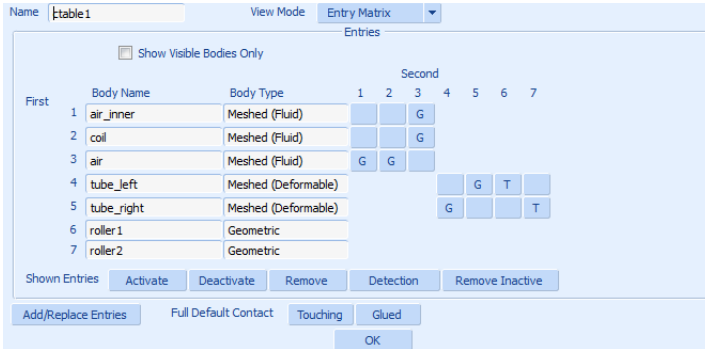 Name ctable1 View Mode Entry Matrix
Entries
Show Visible Bodies Only
Second
First Body Name Body Type 1 2 3 4 5 6 7
1 air_inner Meshed (Fluid) G
2 coil Meshed (Fluid) G
3 air Meshed (Fluid) G G
4 tube_left Meshed (Deformable) G T
5 tube_right Meshed (Deformable) G T
6 roller1 Geometric
7 roller2 Geometric
Shown Entries Activate Deactivate Remove Detection Remove Inactive
Add/Replace Entries Full Default Contact Touching Glued
OK